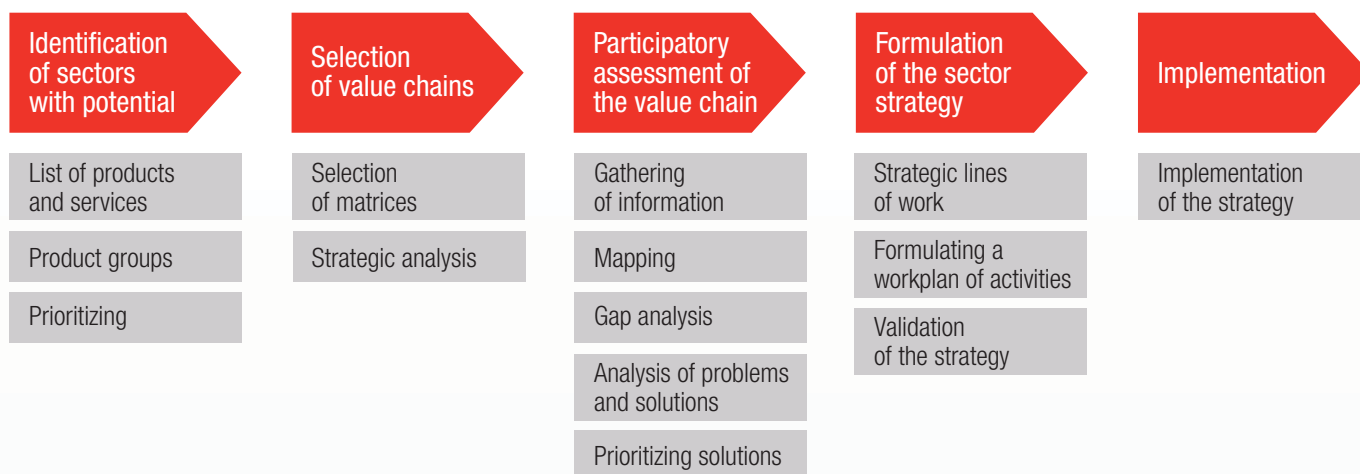 Identification
of sectors
with potential
List of products
and services
Product groups
Prioritizing
Selection
of value chains
Selection
of matrices
Strategic analysis
Participatory
assessment of
the value chain
Gathering
of information
Mapping
Gap analysis
Analysis of problems
and solutions
Prioritizing solutions
Formulation
of the sector
strategy
Strategic lines
of work
Formulating a
workplan of activities
Validation
of the strategy
Implementation
Implementation
of the strategy